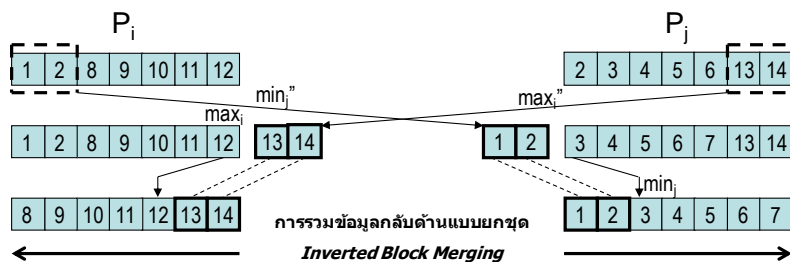 P_i P_j
1 2 8 9 10 11 12 2 3 4 5 6 13 14
min_j" max_i"
max_i
1 2 8 9 10 11 12 13 14 1 2 3 4 5 6 7 13 14
min_j
8 9 10 11 12 13 14 1 2 3 4 5 6 7
การรวมข้อมูลกลับด้านแบบยกชุด
Inverted Block Merging